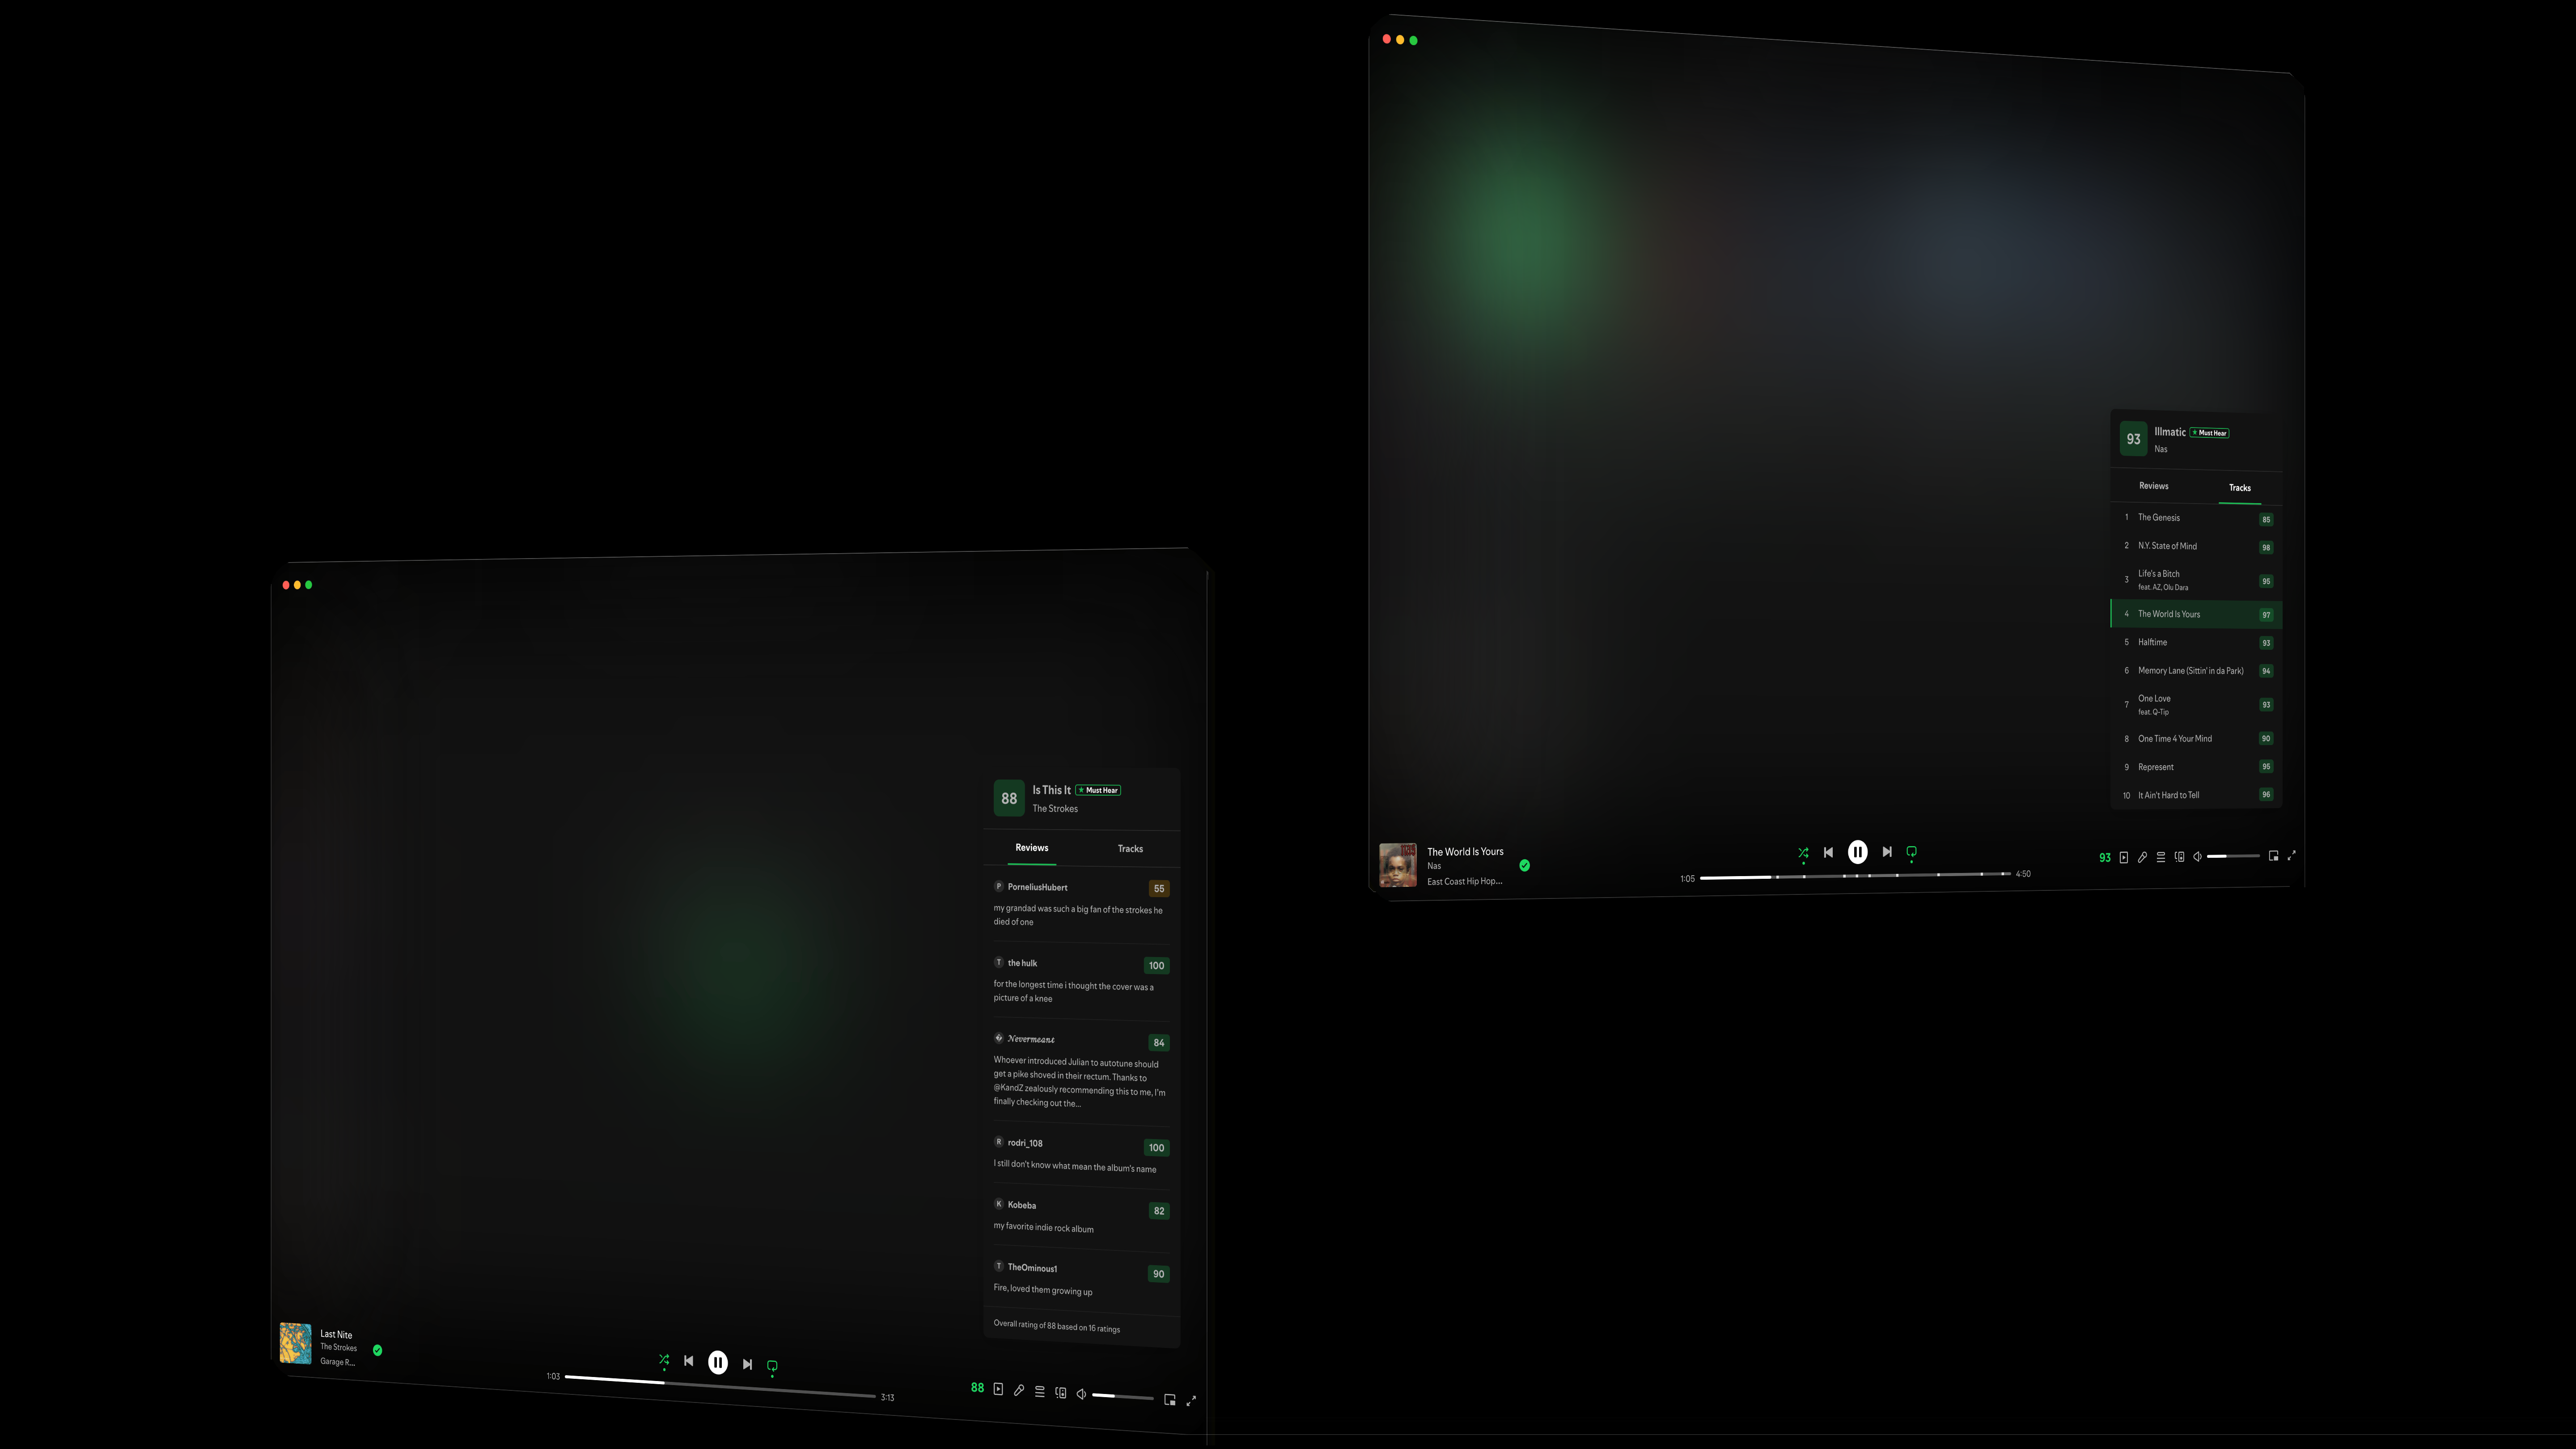 93
Illmatic
★ Must Hear
Nas
Reviews Tracks
1 The Genesis 85
2 N.Y. State of Mind 98
3 Life's a Bitch 95
feat. AZ, Olu Dara
4 The World Is Yours 97
5 Halftime 93
6 Memory Lane (Sittin' in da Park) 94
7 One Love 93
feat. Q-Tip
8 One Time 4 Your Mind 90
9 Represent 95
10 It Ain't Hard to Tell 96
The World Is Yours
Nas
East Coast Hip Hop...
1:05 4:50
93
88
Is This It
★ Must Hear
The Strokes
Reviews Tracks
P PorneliusHubert 55
my grandad was such a big fan of the strokes he
died of one
T the hulk 100
for the longest time i thought the cover was a
picture of a knee
� 𝓝𝓮𝓿𝓮𝓻𝓶𝓮𝓪𝓷𝓽 84
Whoever introduced Julian to autotune should
get a pike shoved in their rectum. Thanks to
@KandZ zealously recommending this to me, I'm
finally checking out the...
R rodri_108 100
I still don't know what mean the album's name
K Kobeba 82
my favorite indie rock album
T TheOminous1 90
Fire, loved them growing up
Overall rating of 88 based on 16 ratings
Last Nite
The Strokes
Garage R...
1:03 3:13
88